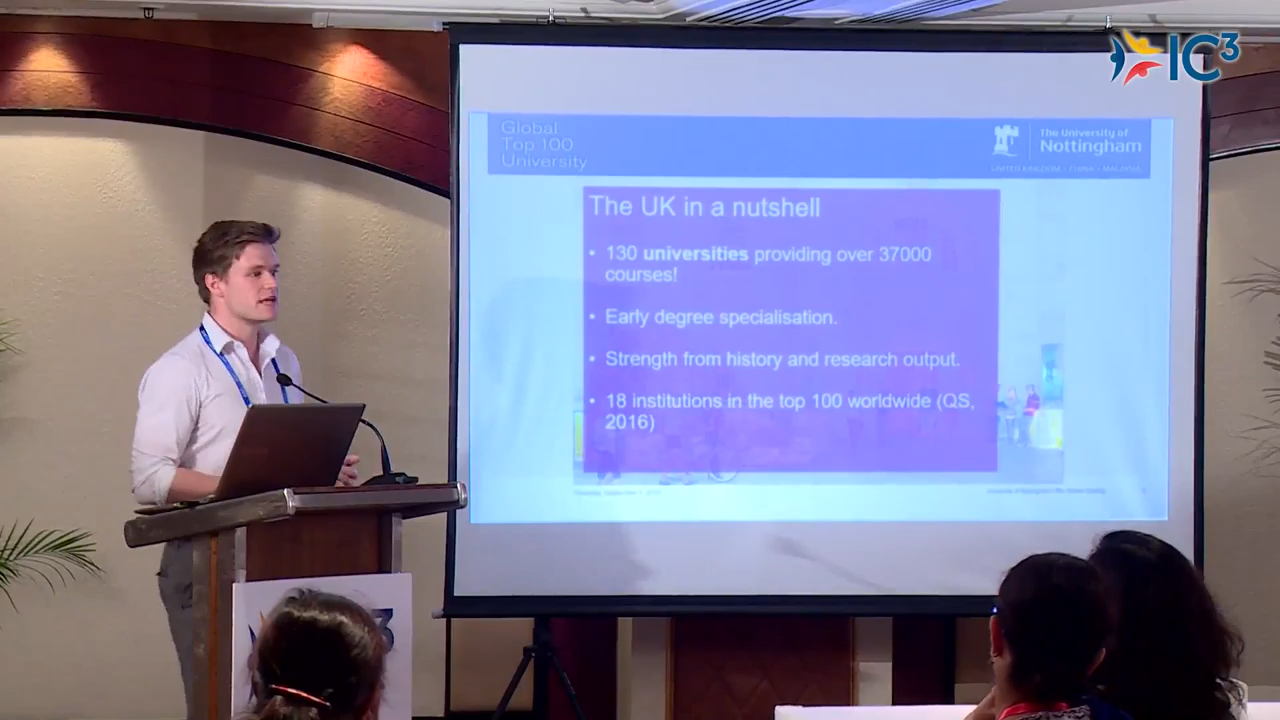 IC³
Global
Top 100
University
The University of
Nottingham
UNITED KINGDOM · CHINA · MALAYSIA
The UK in a nutshell
• 130 universities providing over 37000
courses!
• Early degree specialisation.
• Strength from history and research output.
• 18 institutions in the top 100 worldwide (QS,
2016)
3